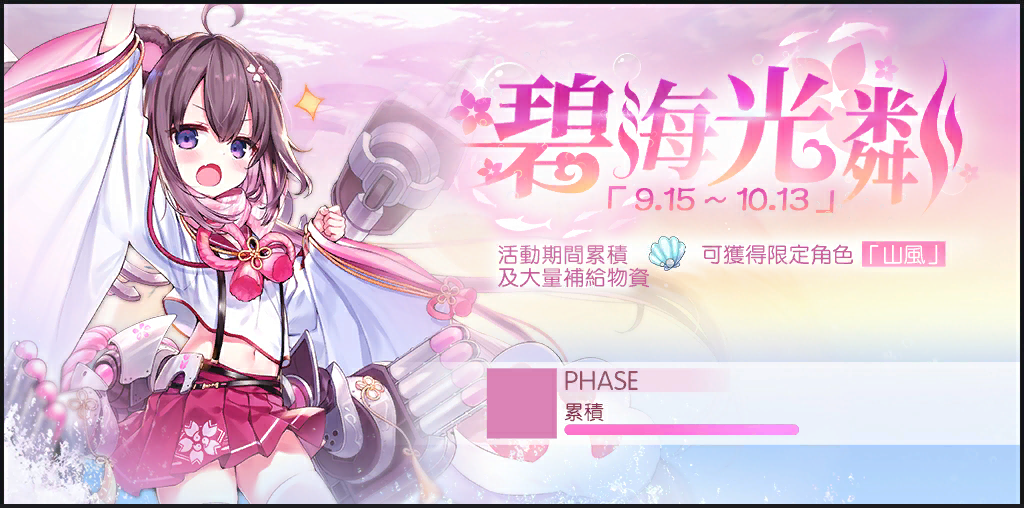 碧海光粼
「9.15~10.13」
活動期間累積 可獲得限定角色「山風」
及大量補給物資
PHASE
累積